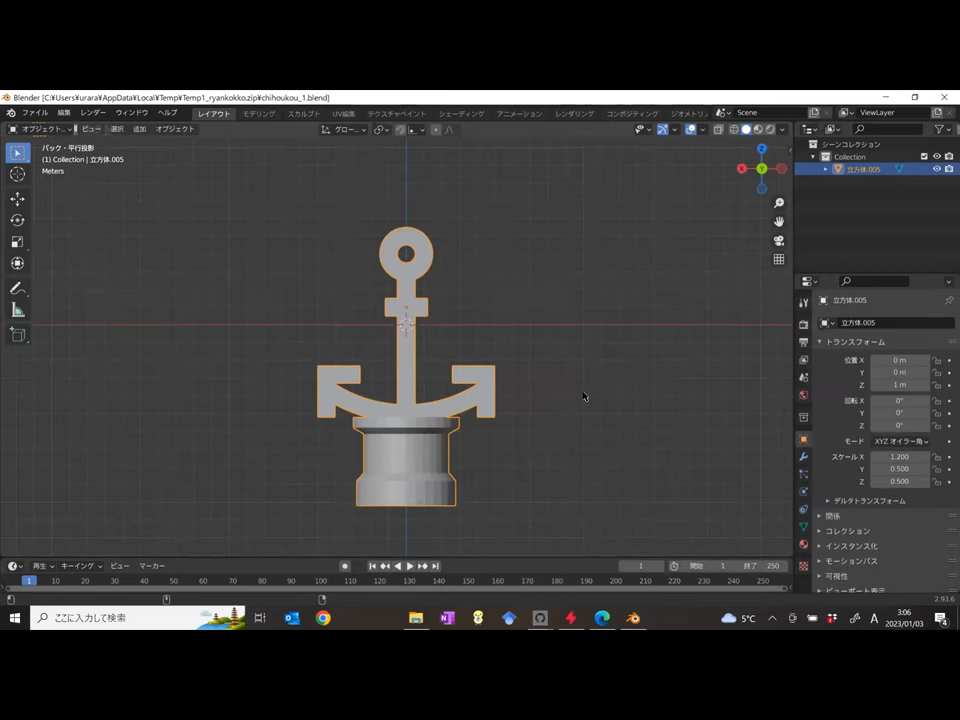 Blender [C:¥Users¥urara¥AppData¥Local¥Temp¥Temp1_ryankokko.zip¥chihoukou_1.blend]
ファイル 編集 レンダー ウィンドウ ヘルプ レイアウト モデリング スカルプト UV編集 テクスチャペイント シェーディング アニメーション レンダリング コンポジティング ジオメトリ Scene ViewLayer
オブジェクト.. ビュー 選択 追加 オブジェクト グロー..
バック・平行投影
(1) Collection | 立方体.005
Meters
Z
X
Y
シーンコレクション
Collection
立方体.005
立方体.005
立方体.005
トランスフォーム
位置 X 0 m
Y 0 m
Z 1 m
回転 X 0°
Y 0°
Z 0°
モード XYZ オイラー角
スケール X 1.200
Y 0.500
Z 0.500
デルタトランスフォーム
関係
コレクション
インスタンス化
モーションパス
可視性
ビューポート表示
再生 キーイング ビュー マーカー 1 開始 1 終了 250
1 10 20 30 40 50 60 70 80 90 100 110 120 130 140 150 160 170 180 190 200 210 220 230 240 250
2.93.6
ここに入力して検索
5°C A 3:06
2023/01/03
4